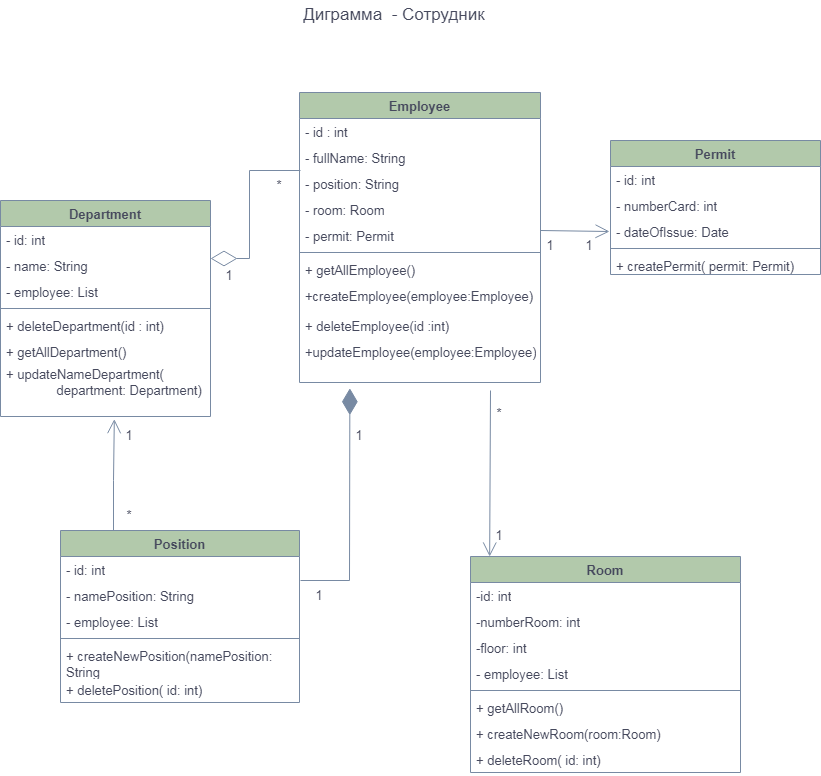 Диграмма - Сотрудник
Employee
- id : int
- fullName: String
- position: String
- room: Room
- permit: Permit
+ getAllEmployee()
+createEmployee(employee:Employee)
+ deleteEmployee(id :int)
+updateEmployee(employee:Employee)
Permit
- id: int
- numberCard: int
- dateOfIssue: Date
+ createPermit( permit: Permit)
1
1
*
1
Department
- id: int
- name: String
- employee: List
+ deleteDepartment(id : int)
+ getAllDepartment()
+ updateNameDepartment(
department: Department)
1
*
1
1
*
1
Position
- id: int
- namePosition: String
- employee: List
+ createNewPosition(namePosition:
String
+ deletePosition( id: int)
Room
-id: int
-numberRoom: int
-floor: int
- employee: List
+ getAllRoom()
+ createNewRoom(room:Room)
+ deleteRoom( id: int)